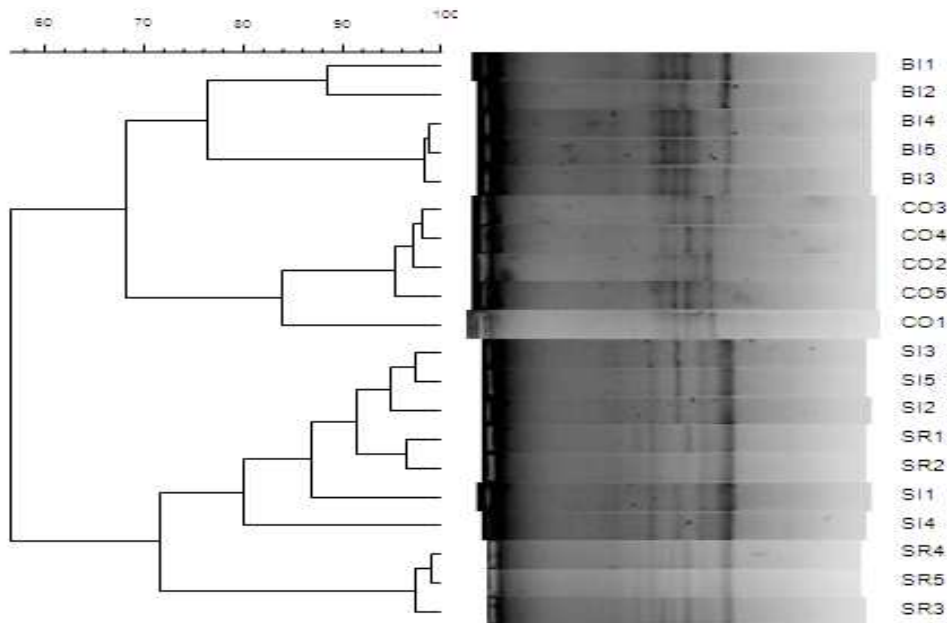 60 70 80 90 100
BI1
BI2
BI4
BI5
BI3
CO3
CO4
CO2
CO5
CO1
SI3
SI5
SI2
SR1
SR2
SI1
SI4
SR4
SR5
SR3